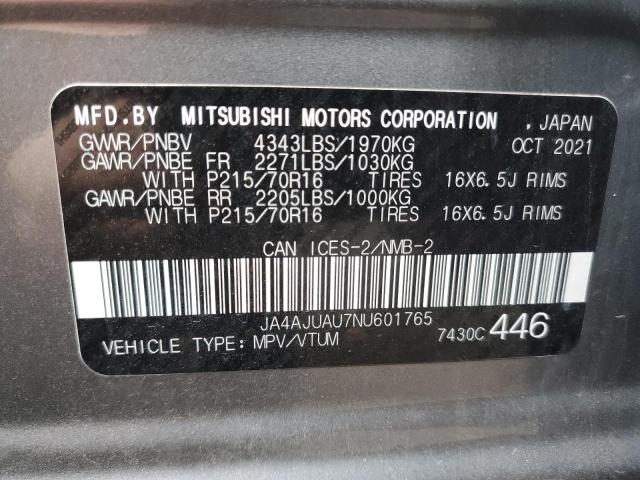 MFD.BY MITSUBISHI MOTORS CORPORATION , JAPAN
GVWR/PNBV 4343LBS/1970KG OCT 2021
GAWR/PNBE FR 2271LBS/1030KG
WITH P215/70R16 TIRES 16X6.5J RIMS
GAWR/PNBE RR 2205LBS/1000KG
WITH P215/70R16 TIRES 16X6.5J RIMS
CAN ICES-2/NMB-2
JA4AJUAU7NU601765
VEHICLE TYPE:MPV/VTUM 7430C 446